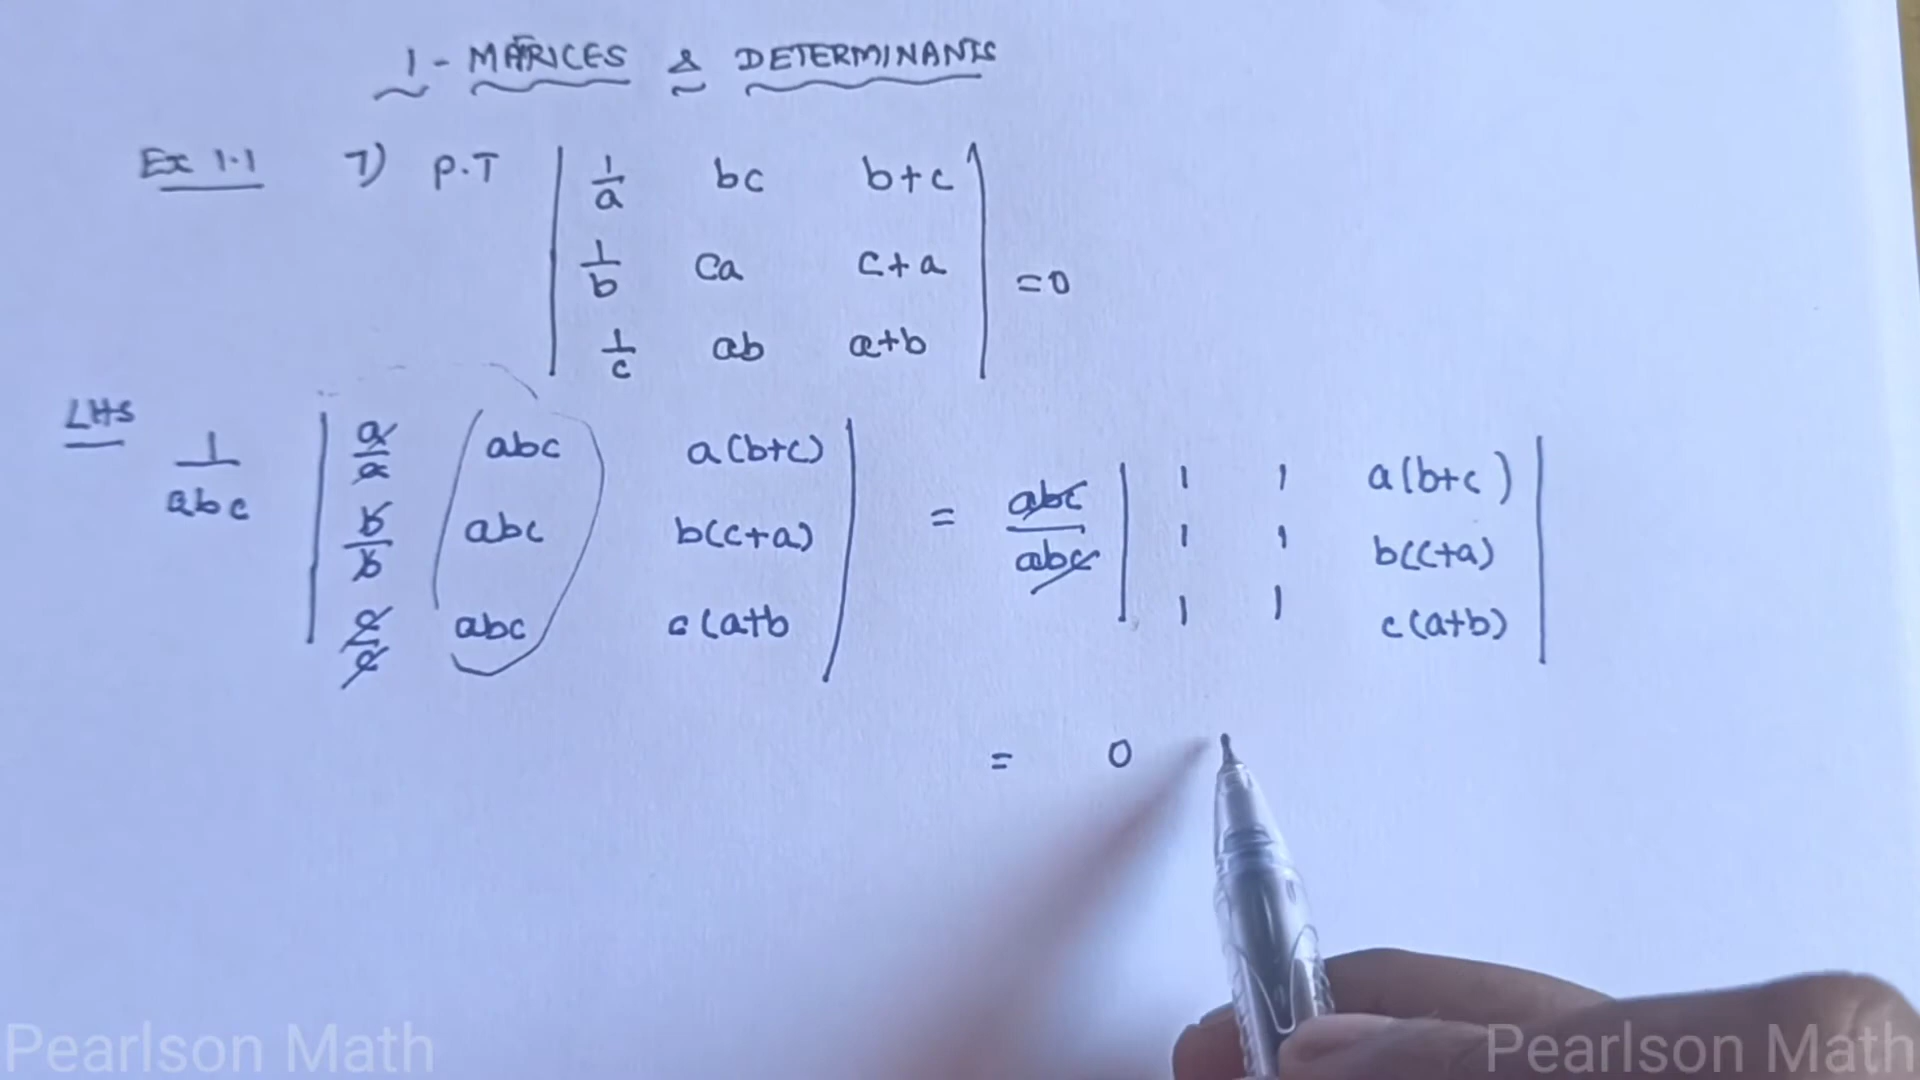 1 - MATRICES & DETERMINANTS
Ex 1.1 7) P.T | 1/a bc b+c |
| 1/b ca c+a | = 0
| 1/c ab a+b |
LHS
1/abc | a/a abc a(b+c) | = abc/abc | 1 1 a(b+c) |
| b/b abc b(c+a) | | 1 1 b(c+a) |
| c/c abc c(a+b | | 1 1 c(a+b) |
= 0
Pearlson Math Pearlson Math